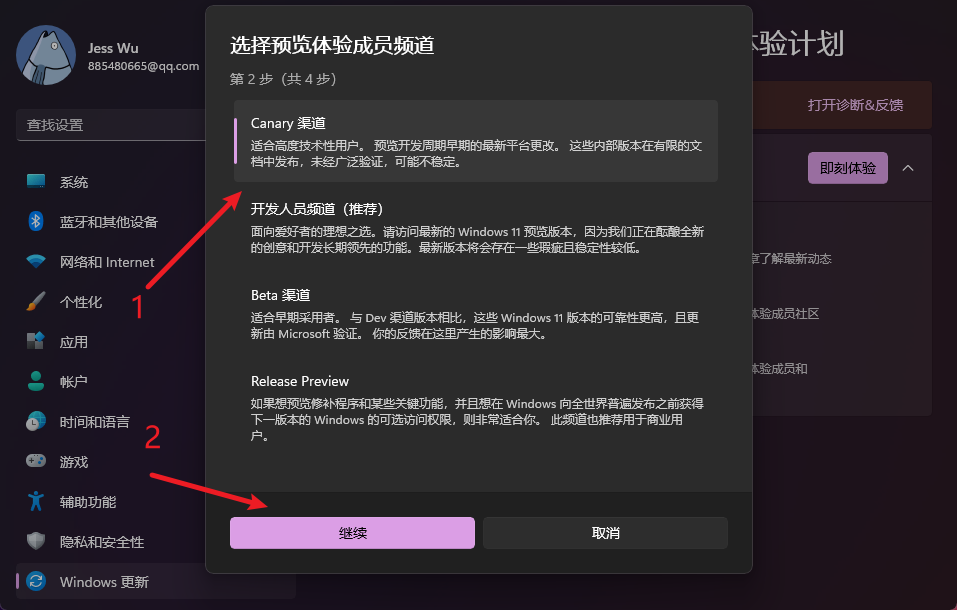 Jess Wu
885480665@qq.com
查找设置
系统
蓝牙和其他设备
网络和 Internet
个性化
应用
帐户
时间和语言
游戏
辅助功能
隐私和安全性
Windows 更新
1
2
选择预览体验成员频道
第 2 步（共 4 步）
Canary 渠道
适合高度技术性用户。 预览开发周期早期的最新平台更改。 这些内部版本在有限的文
档中发布，未经广泛验证，可能不稳定。
开发人员频道（推荐）
面向爱好者的理想之选。请访问最新的 Windows 11 预览版本，因为我们正在酝酿全新
的创意和开发长期领先的功能。最新版本将会存在一些瑕疵且稳定性较低。
Beta 渠道
适合早期采用者。 与 Dev 渠道版本相比，这些 Windows 11 版本的可靠性更高，且更
新由 Microsoft 验证。 你的反馈在这里产生的影响最大。
Release Preview
如果想预览修补程序和某些关键功能，并且想在 Windows 向全世界普遍发布之前获得
下一版本的 Windows 的可选访问权限，则非常适合你。 此频道也推荐用于商业用
户。
继续
取消
体验计划
打开诊断&反馈
即刻体验
章了解最新动态
体验成员社区
体验成员和